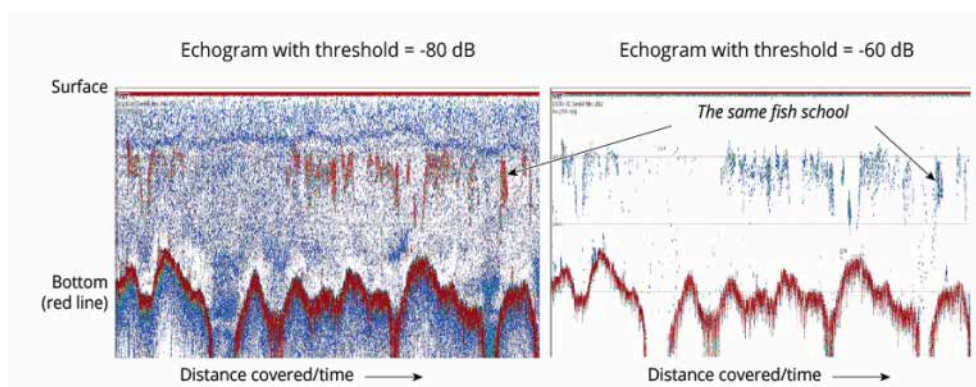 Echogram with threshold = -80 dB
Echogram with threshold = -60 dB
Surface
The same fish school
Bottom
(red line)
Distance covered/time
Distance covered/time